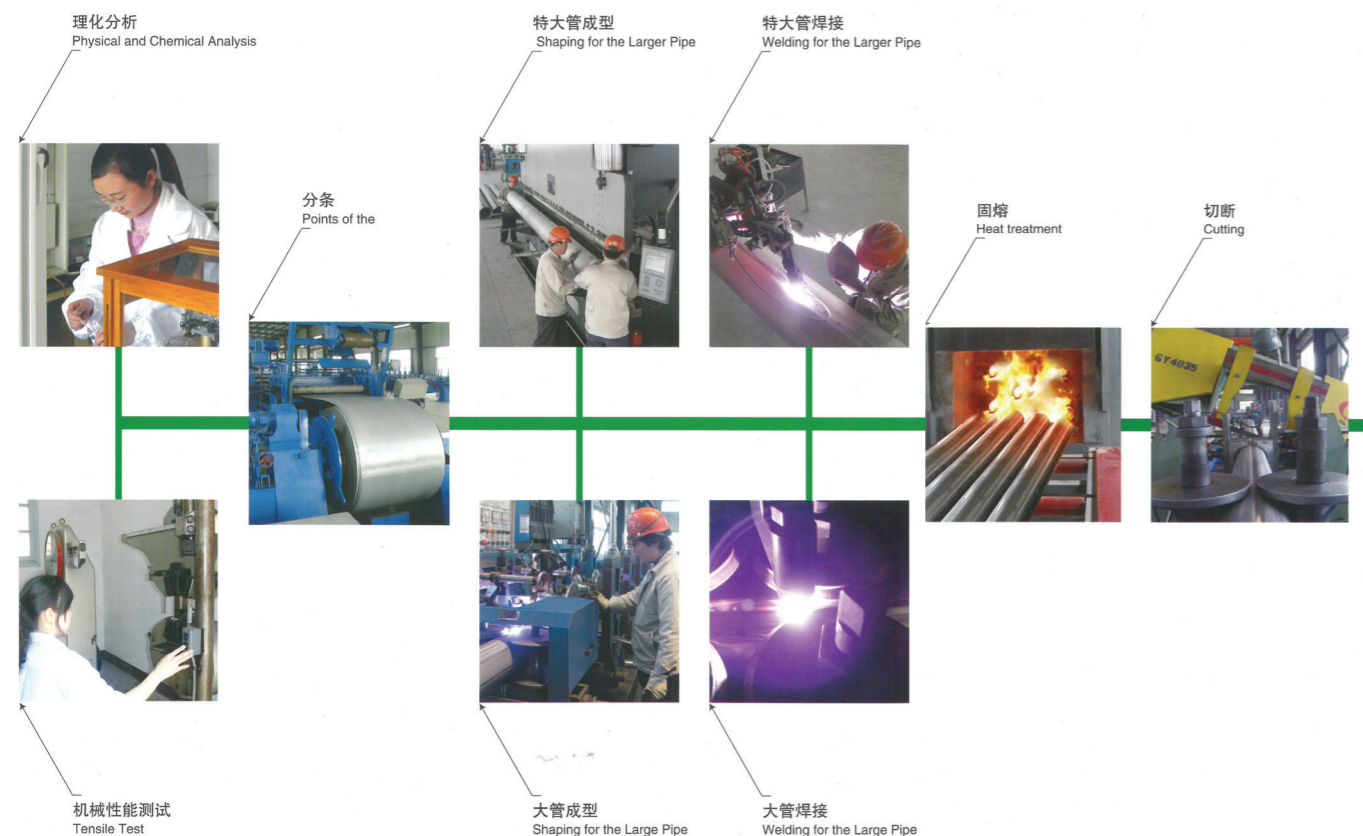 理化分析
Physical and Chemical Analysis
特大管成型
Shaping for the Larger Pipe
特大管焊接
Welding for the Larger Pipe
分条
Points of the
固熔
Heat treatment
切断
Cutting
GY4035
机械性能测试
Tensile Test
大管成型
Shaping for the Large Pipe
大管焊接
Welding for the Large Pipe